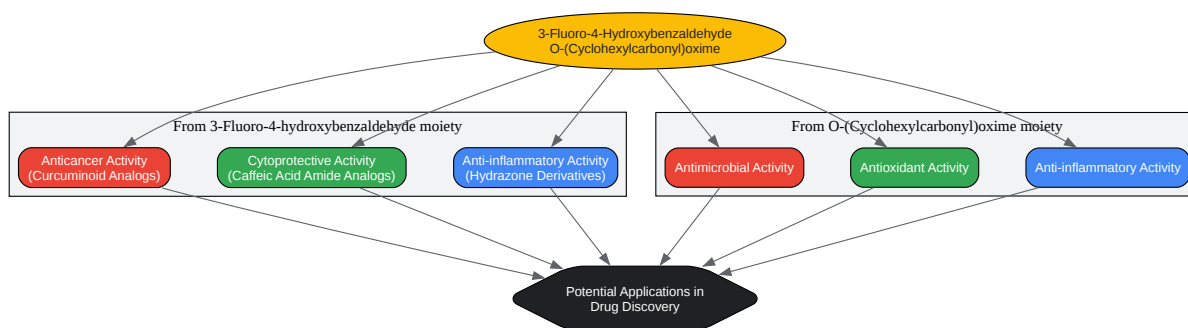 3-Fluoro-4-Hydroxybenzaldehyde
O-(Cyclohexylcarbonyl)oxime
From 3-Fluoro-4-hydroxybenzaldehyde moiety
Anticancer Activity
(Curcuminoid Analogs)
Cytoprotective Activity
(Caffeic Acid Amide Analogs)
Anti-inflammatory Activity
(Hydrazone Derivatives)
From O-(Cyclohexylcarbonyl)oxime moiety
Antimicrobial Activity
Antioxidant Activity
Anti-inflammatory Activity
Potential Applications in
Drug Discovery